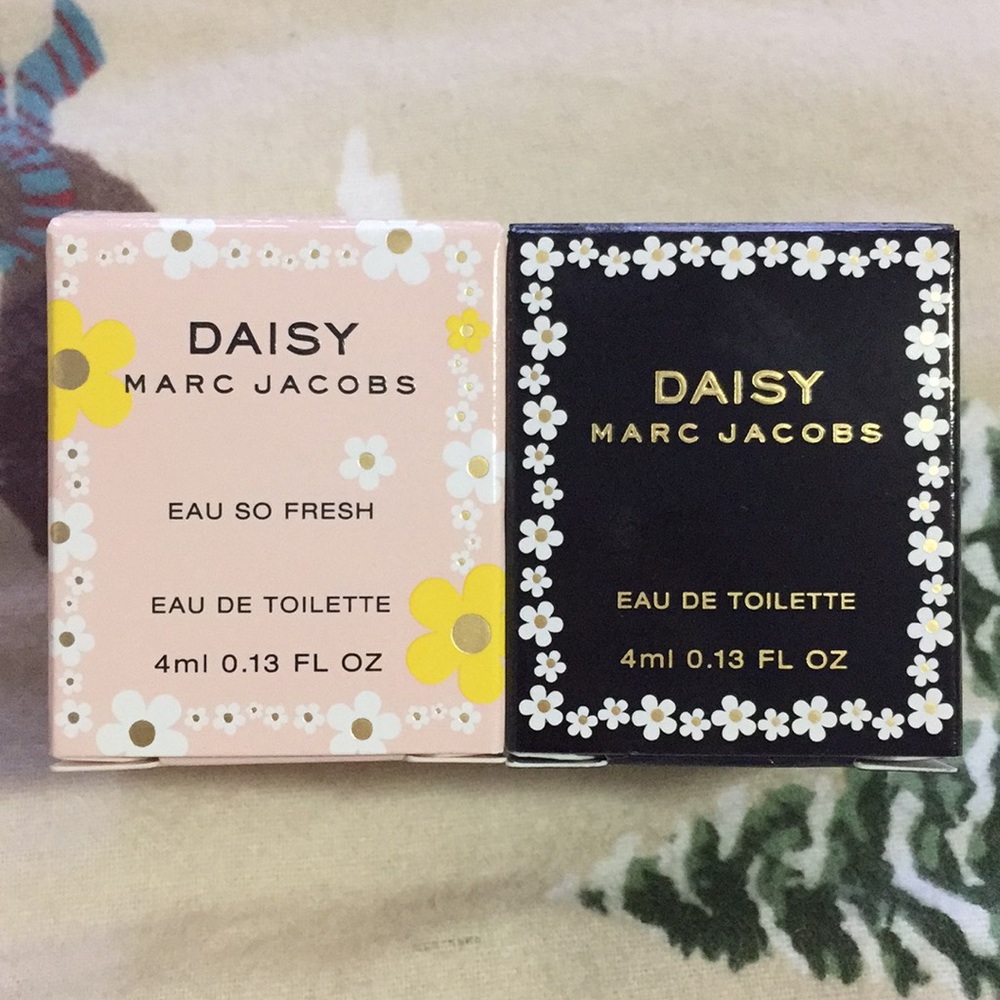 DAISY
MARC JACOBS
EAU SO FRESH
EAU DE TOILETTE
4ml 0.13 FL OZ
DAISY
MARC JACOBS
EAU DE TOILETTE
4ml 0.13 FL OZ